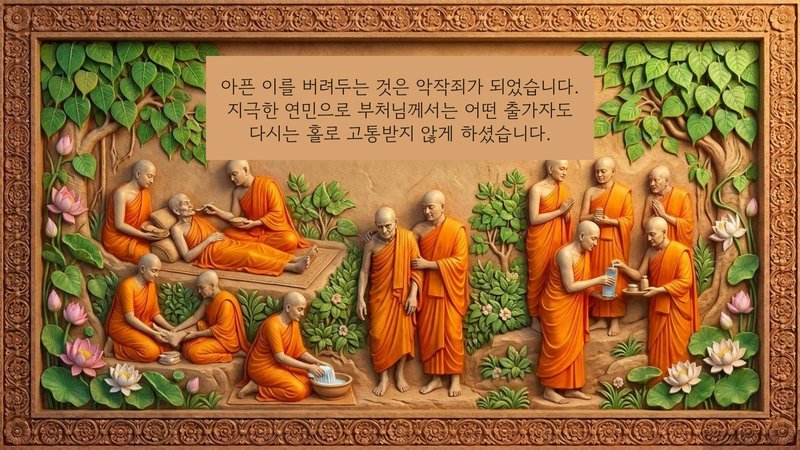 아픈 이를 버려두는 것은 악작죄가 되었습니다.
지극한 연민으로 부처님께서는 어떤 출가자도
다시는 홀로 고통받지 않게 하셨습니다.